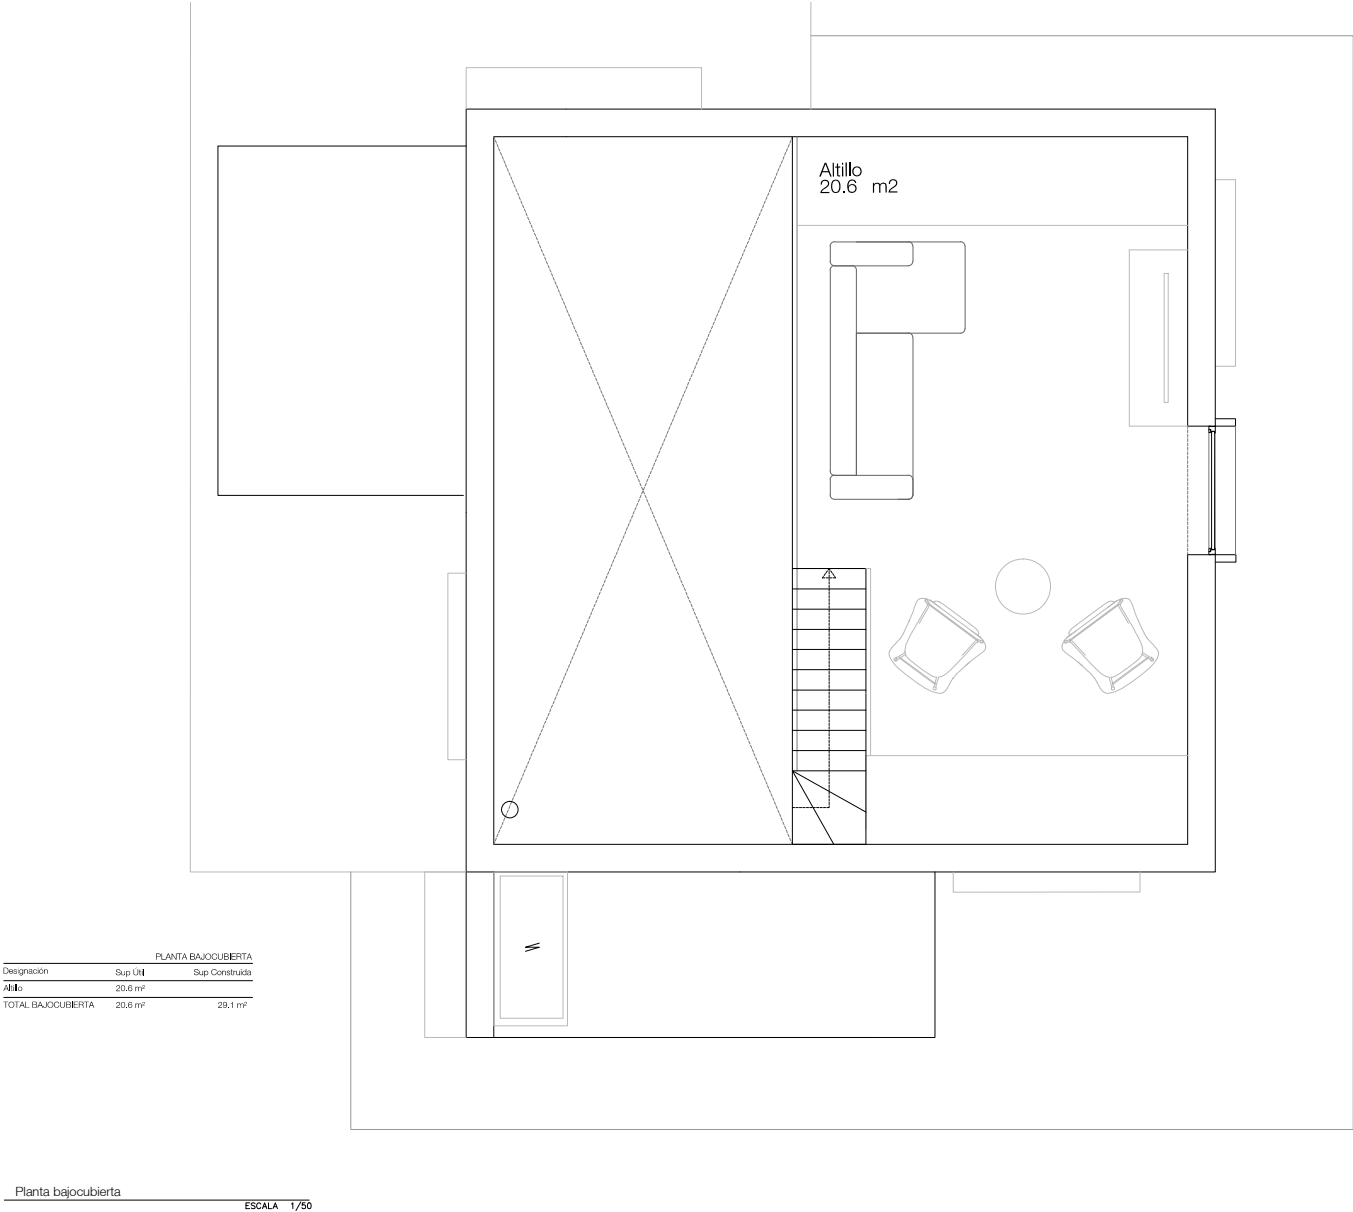 Altillo
20.6 m2
PLANTA BAJOCUBIERTA
Designación Sup Útil Sup Construida
Altillo 20.6 m²
TOTAL BAJOCUBIERTA 20.6 m² 29.1 m²
Planta bajocubierta
ESCALA 1/50